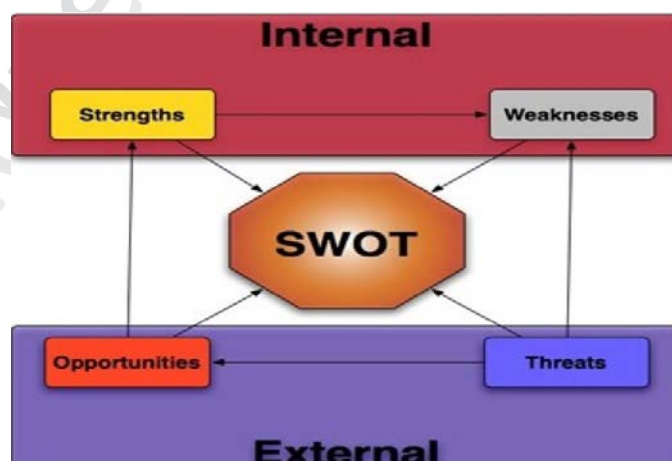 Internal
Strengths
Weaknesses
SWOT
Opportunities
Threats
External